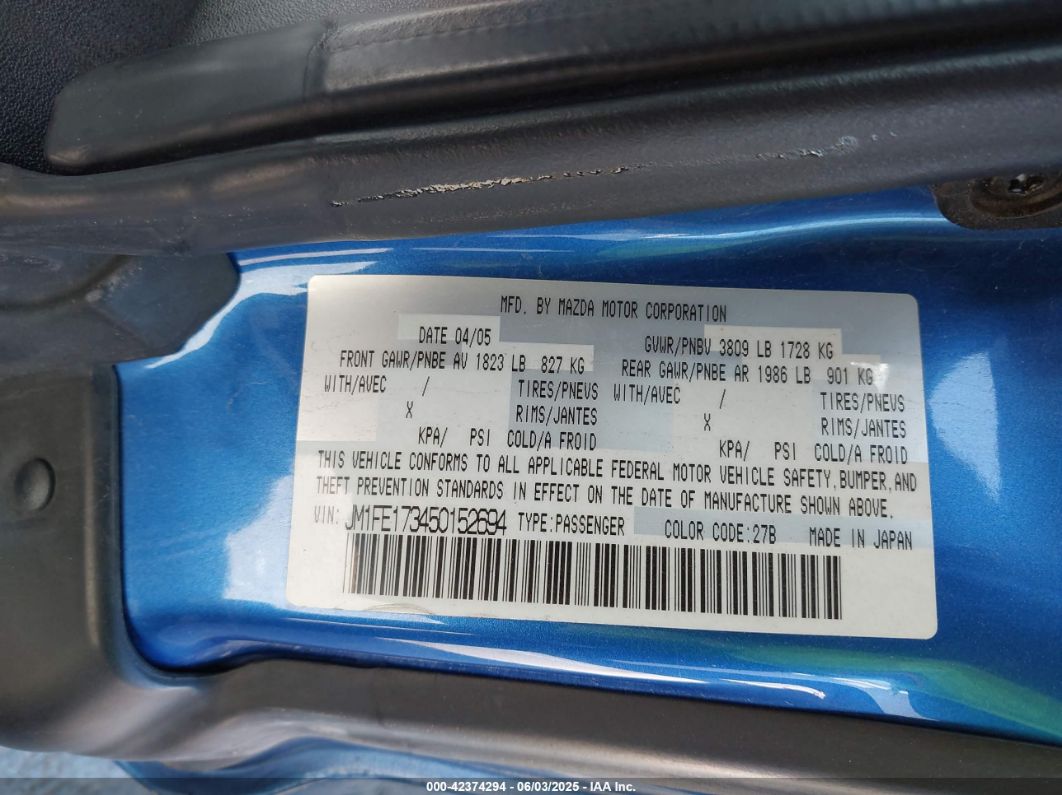 MFD. BY MAZDA MOTOR CORPORATION
DATE 04/05 GVWR/PNBV 3809 LB 1728 KG
FRONT GAWR/PNBE AV 1823 LB 827 KG REAR GAWR/PNBE AR 1986 LB 901 KG
WITH/AVEC / TIRES/PNEUS WITH/AVEC / TIRES/PNEUS
X RIMS/JANTES X RIMS/JANTES
KPA/ PSI COLD/A FROID KPA/ PSI COLD/A FROID
THIS VEHICLE CONFORMS TO ALL APPLICABLE FEDERAL MOTOR VEHICLE SAFETY, BUMPER, AND
THEFT PREVENTION STANDARDS IN EFFECT ON THE DATE OF MANUFACTURE SHOWN ABOVE.
VIN: JM1FE173450152694 TYPE:PASSENGER COLOR CODE:27B MADE IN JAPAN
000-42374294 - 06/03/2025 - IAA Inc.